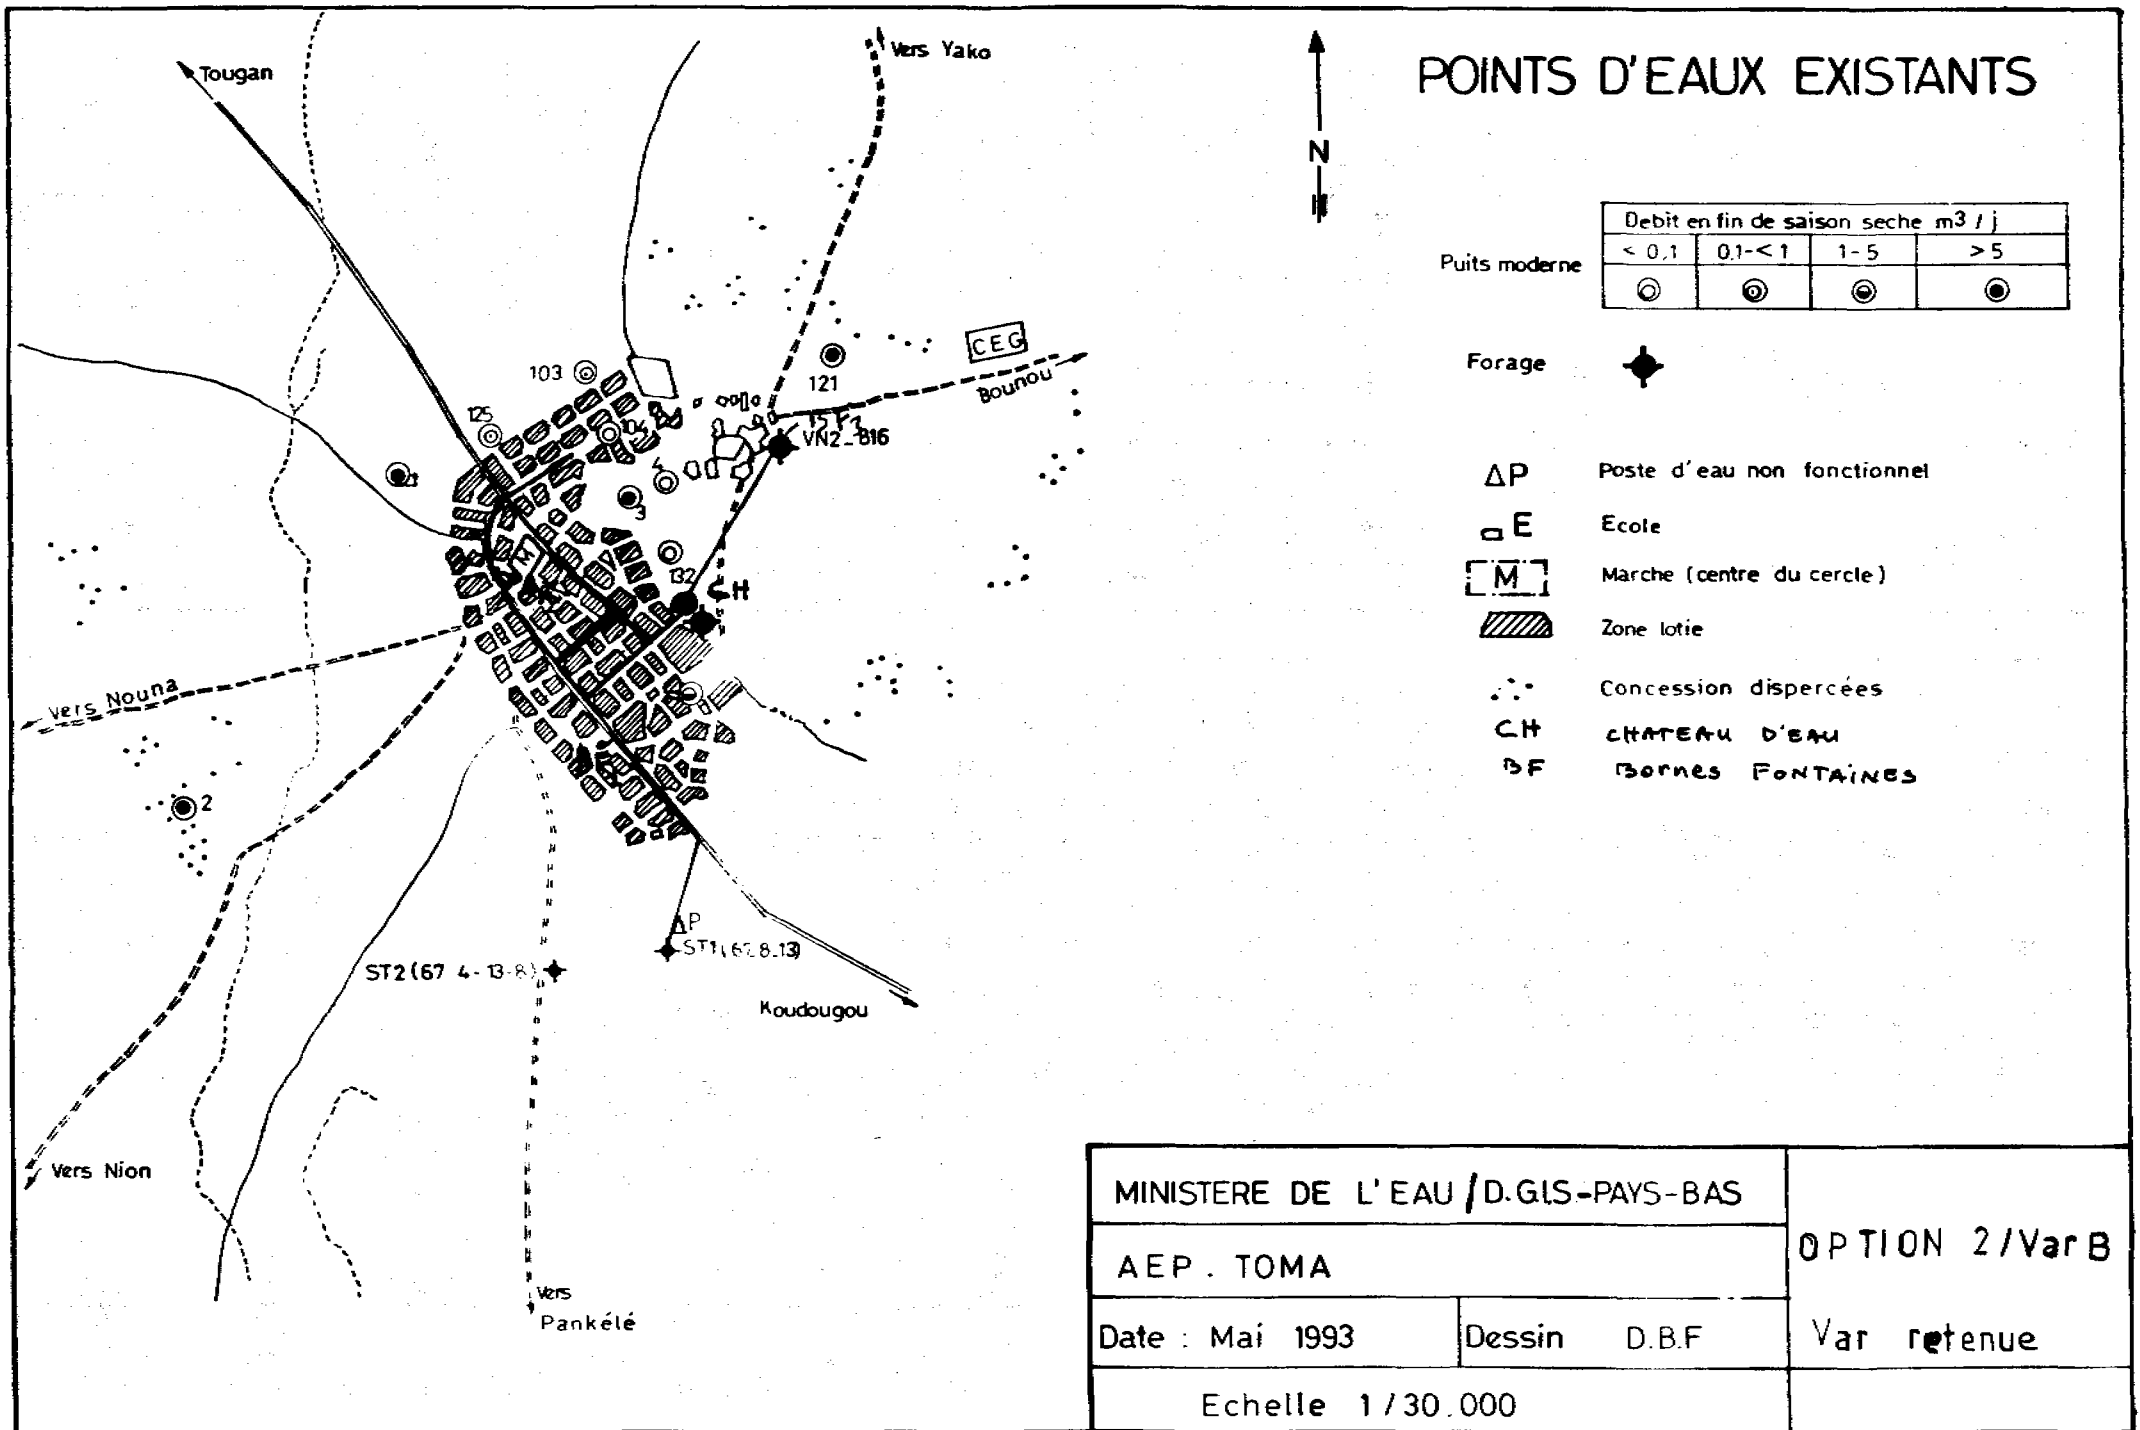 POINTS D'EAUX EXISTANTS
N
Debit en fin de saison seche m3 / j
Puits moderne
< 0,1
0,1-< 1
1-5
> 5
Forage
ΔP Poste d'eau non fonctionnel
E Ecole
M Marche (centre du cercle)
Zone lotie
Concession dispercées
CH CHATEAU D'EAU
BF Bornes FONTAINES
Tougan
Vers Yako
CEG
Bounou
103
121
125
104
VN2-B16
4
3
M
132
CH
Vers Nouna
2
ΔP
ST2 (67 4-13-8)
Koudougou
Vers Nion
Vers
Pankélé
MINISTERE DE L'EAU / D.GIS-PAYS-BAS
AEP. TOMA
Date : Mai 1993
Dessin D.B.F
Echelle 1/30.000
OPTION 2/Var B
Var retenue